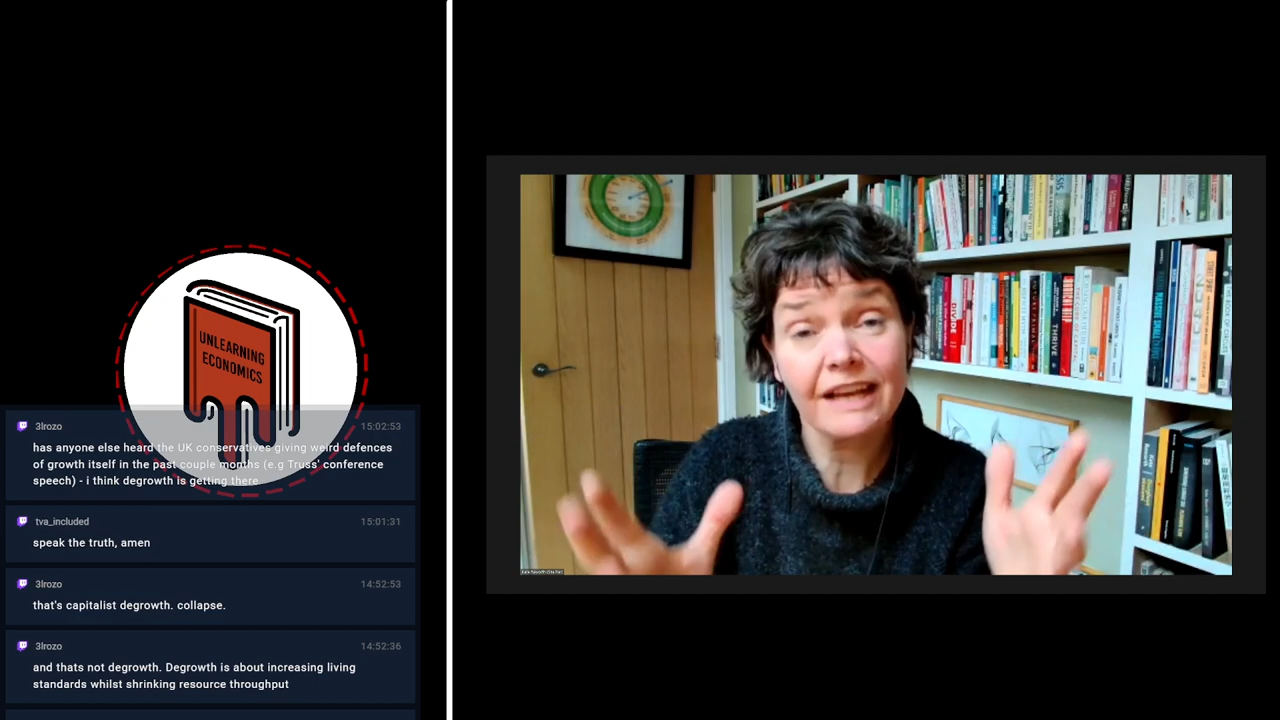 UNLEARNING
ECONOMICS
3lrozo 15:02:53
has anyone else heard the UK conservatives giving weird defences
of growth itself in the past couple months (e.g Truss' conference
speech) - i think degrowth is getting there
tva_included 15:01:31
speak the truth, amen
3lrozo 14:52:53
that's capitalist degrowth. collapse.
3lrozo 14:52:36
and thats not degrowth. Degrowth is about increasing living
standards whilst shrinking resource throughput
DIVIDE
THRIVE